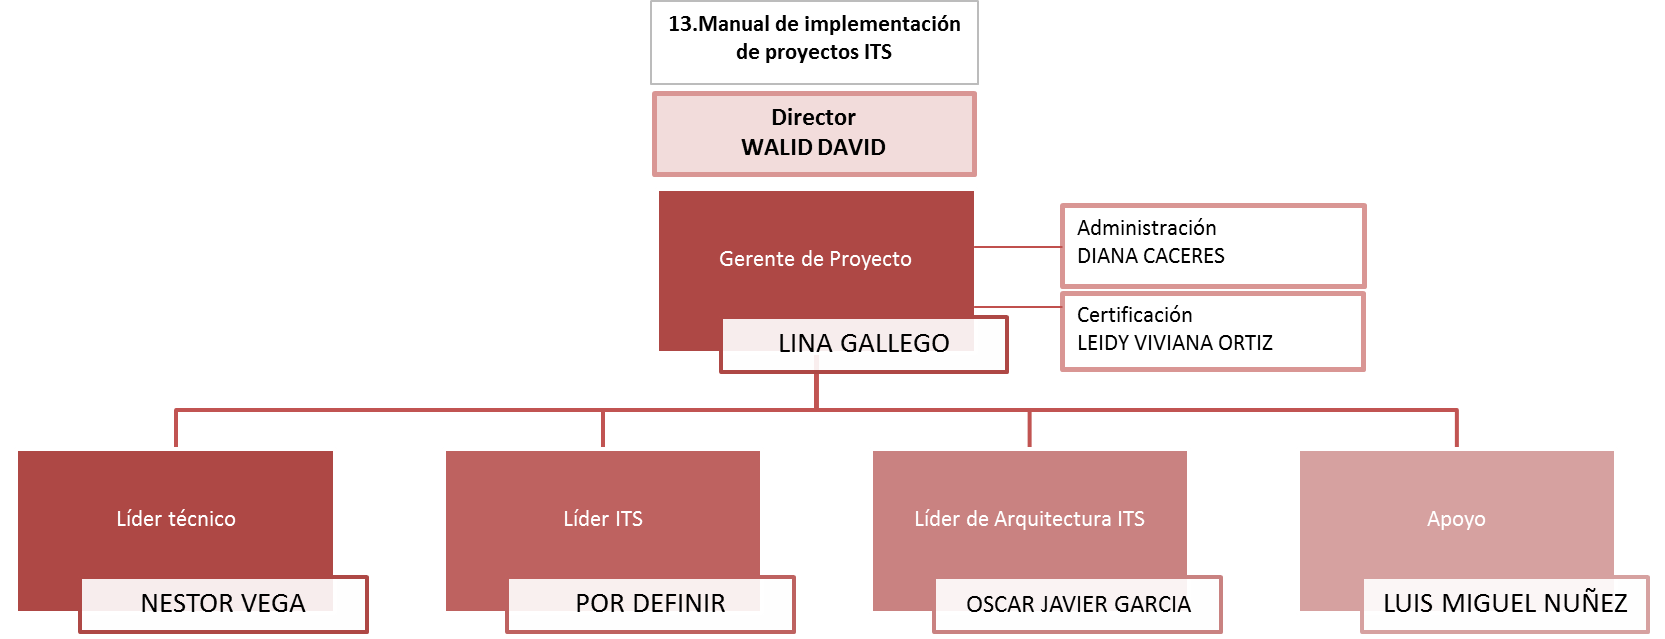 13.Manual de implementación
de proyectos ITS
Director
WALID DAVID
Gerente de Proyecto
LINA GALLEGO
Administración
DIANA CACERES
Certificación
LEIDY VIVIANA ORTIZ
Líder técnico
NESTOR VEGA
Líder ITS
POR DEFINIR
Líder de Arquitectura ITS
OSCAR JAVIER GARCIA
Apoyo
LUIS MIGUEL NUÑEZ